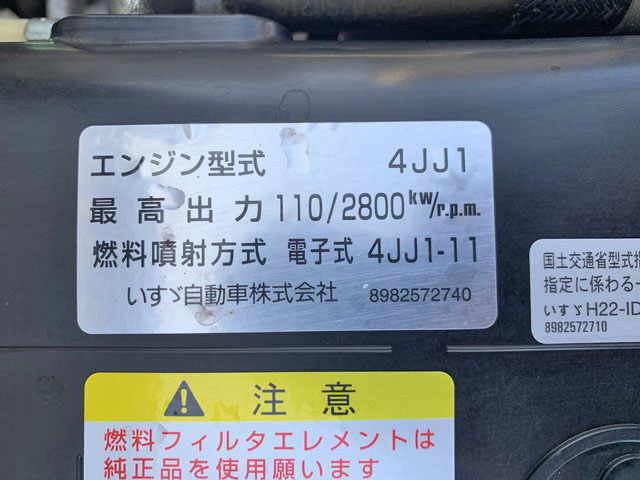 エンジン型式 4JJ1
最高出力 110/2800kw/r.p.m.
燃料噴射方式 電子式 4JJ1-11
いすゞ自動車株式会社 8982572740
国土交通省型式指
指定に係わる一
いすゞH22-ID
8982572710
注意
燃料フィルタエレメントは
純正品を使用願います